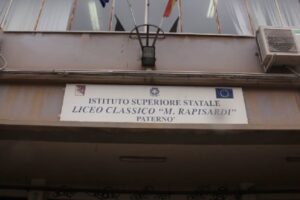 ISTITUTO SUPERIORE STATALE
LICEO CLASSICO "M. RAPISARDI"
PATERNO'